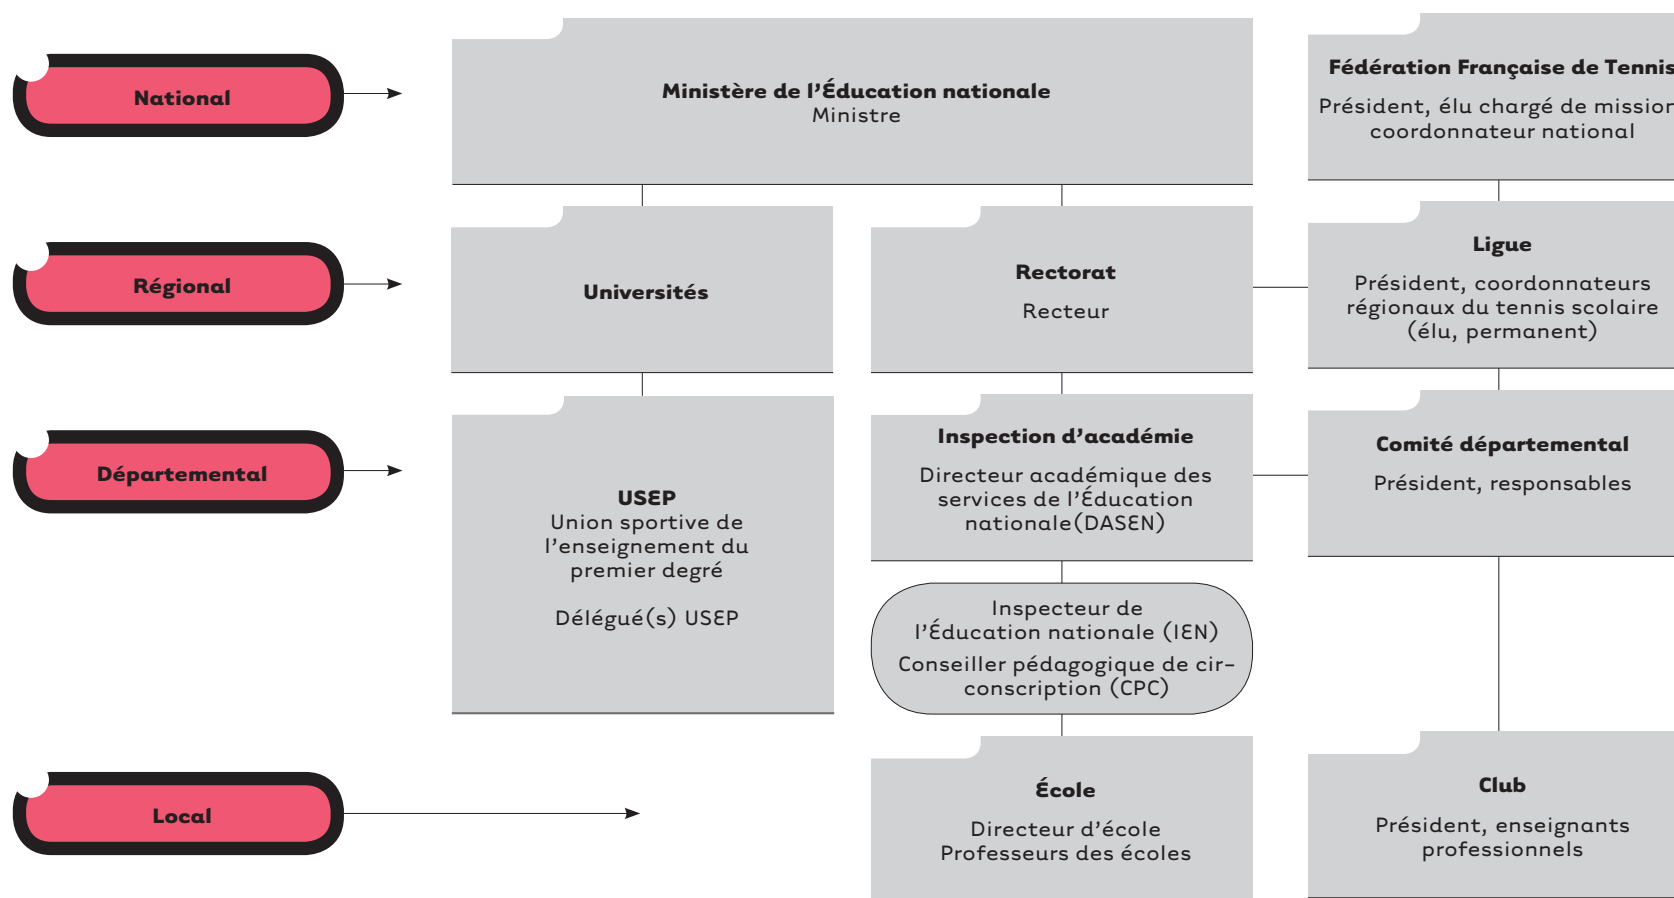 National
Ministère de l'Éducation nationale
Ministre
Fédération Française de Tennis
Président, élu chargé de mission
coordonnateur national
Régional
Universités
Rectorat
Recteur
Ligue
Président, coordonnateurs
régionaux du tennis scolaire
(élu, permanent)
Départemental
USEP
Union sportive de
l'enseignement du
premier degré
Délégué(s) USEP
Inspection d'académie
Directeur académique des
services de l'Éducation
nationale(DASEN)
Comité départemental
Président, responsables
Inspecteur de
l'Éducation nationale (IEN)
Conseiller pédagogique de cir-
conscription (CPC)
Local
École
Directeur d'école
Professeurs des écoles
Club
Président, enseignants
professionnels